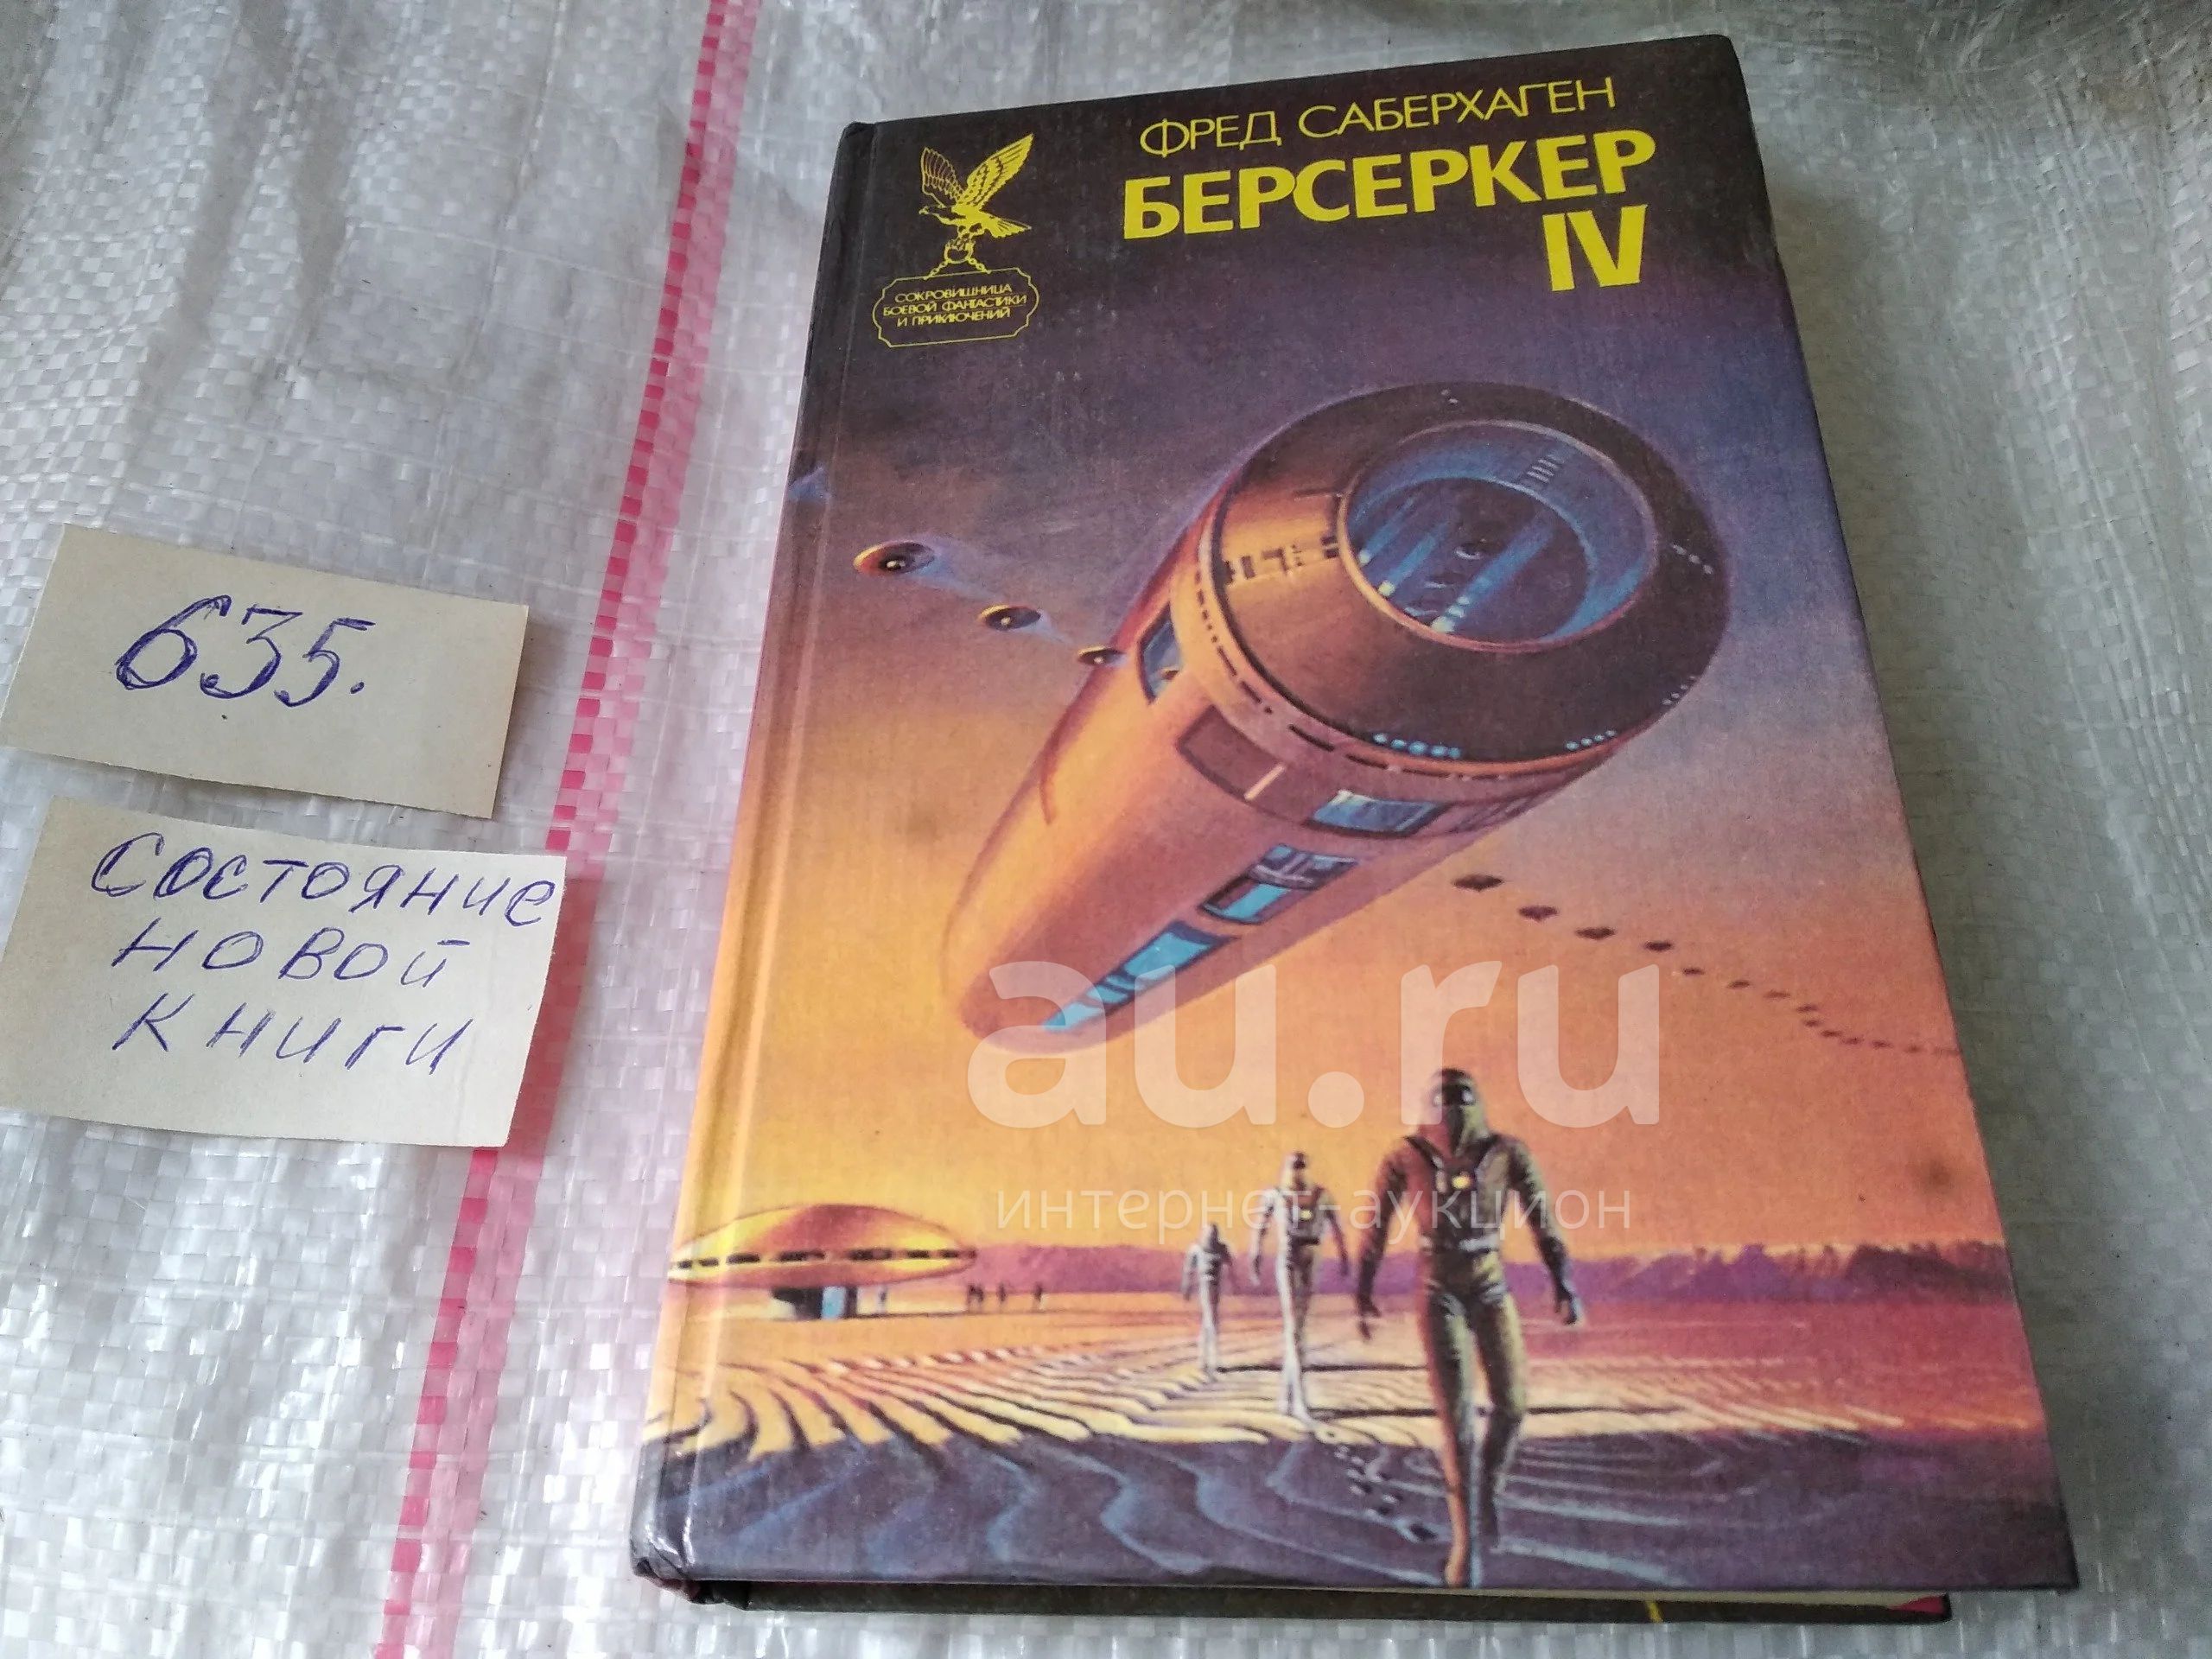 ФРЕД САБЕРХАГЕН
БЕРСЕРКЕР
IV
СОКРОВИЩНИЦА
БОЕВОЙ ФАНТАСТИКИ
И ПРИКЛЮЧЕНИЙ
635.
СОСТОЯНИЕ
НОВОЙ
КНИГИ
au.ru
интернет-аукцион